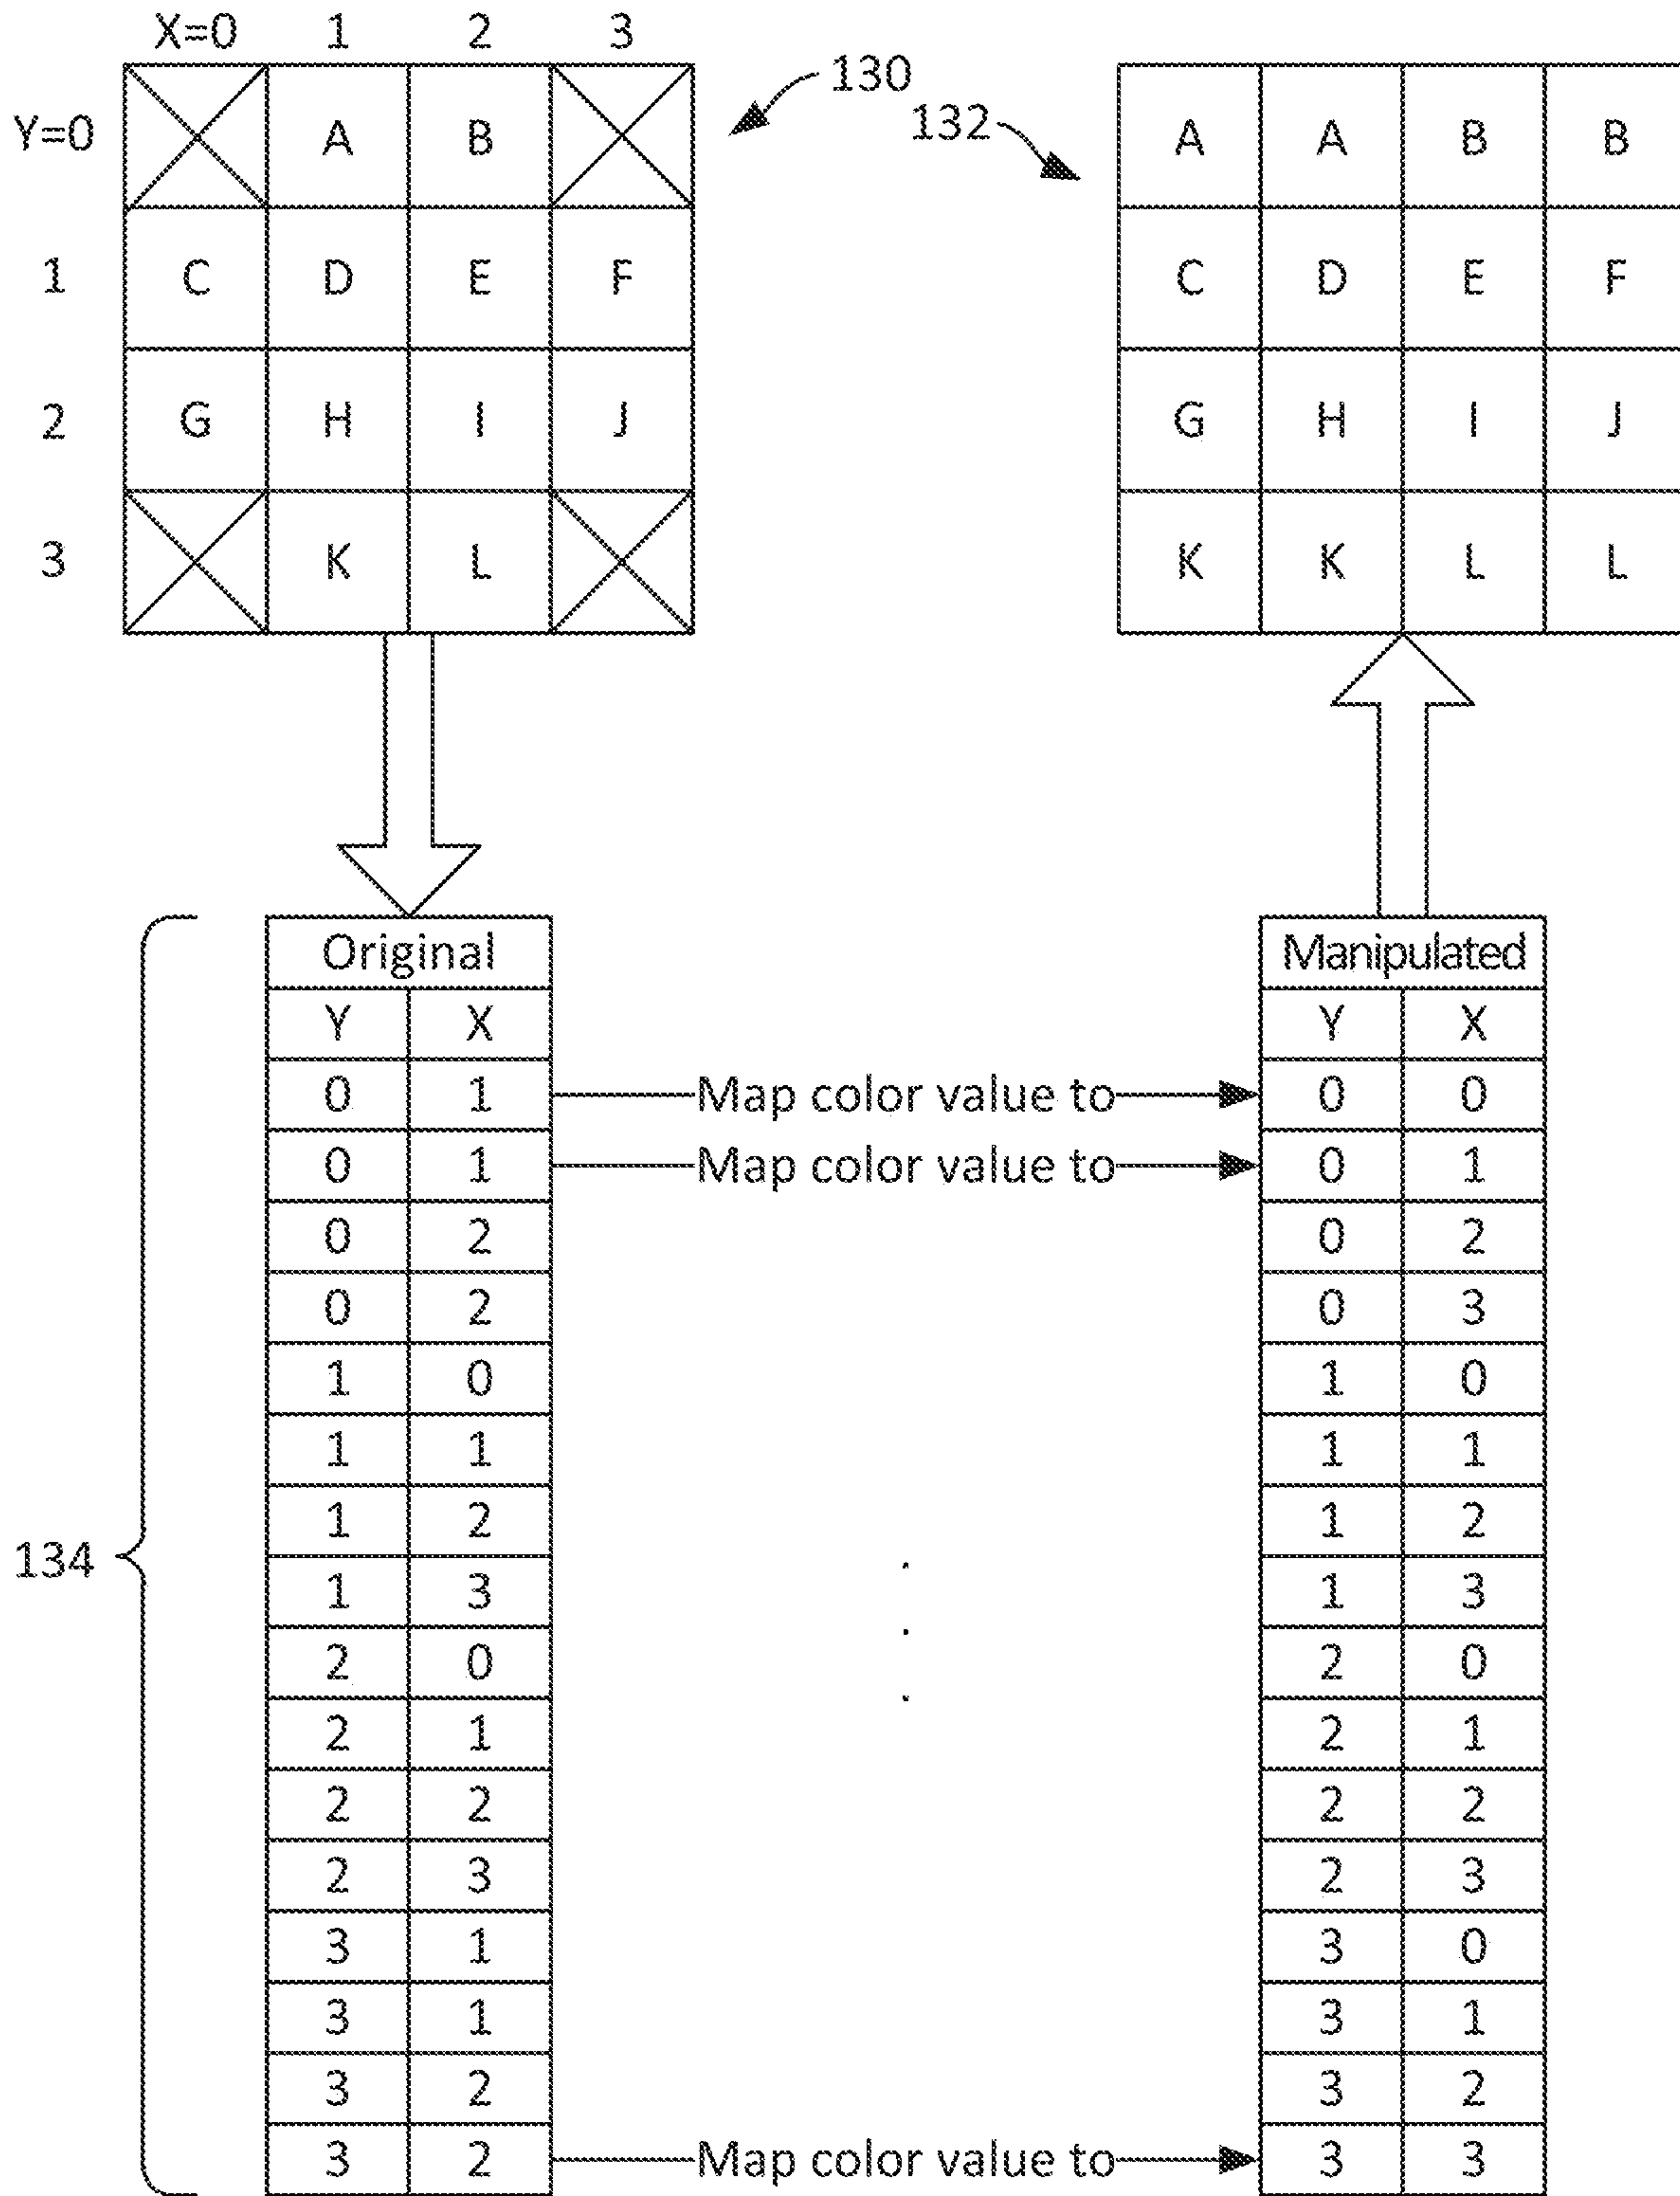 X=0 1 2 3
130
132
Y=0 A B A A B B
1 C D E F C D E F
2 G H I J G H I J
3 K L K K L L
Original Manipulated
Y X Y X
0 1 Map color value to 0 0
0 1 Map color value to 0 1
0 2 0 2
0 2 0 3
1 0 1 0
1 1 1 1
1 2 1 2
134
1 3 1 3
2 0 2 0
2 1 2 1
2 2 2 2
2 3 2 3
3 1 3 0
3 1 3 1
3 2 3 2
3 2 Map color value to 3 3